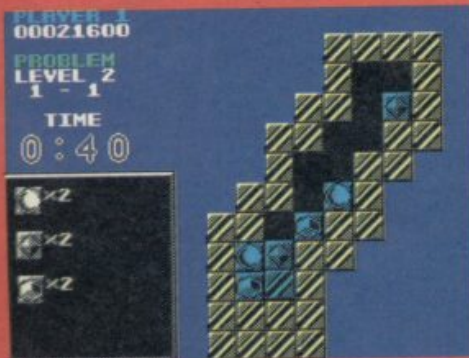 PLAYER 1
00021600
PROBLEM
LEVEL 2
1 - 1
TIME
0:40
×2
×2
×2